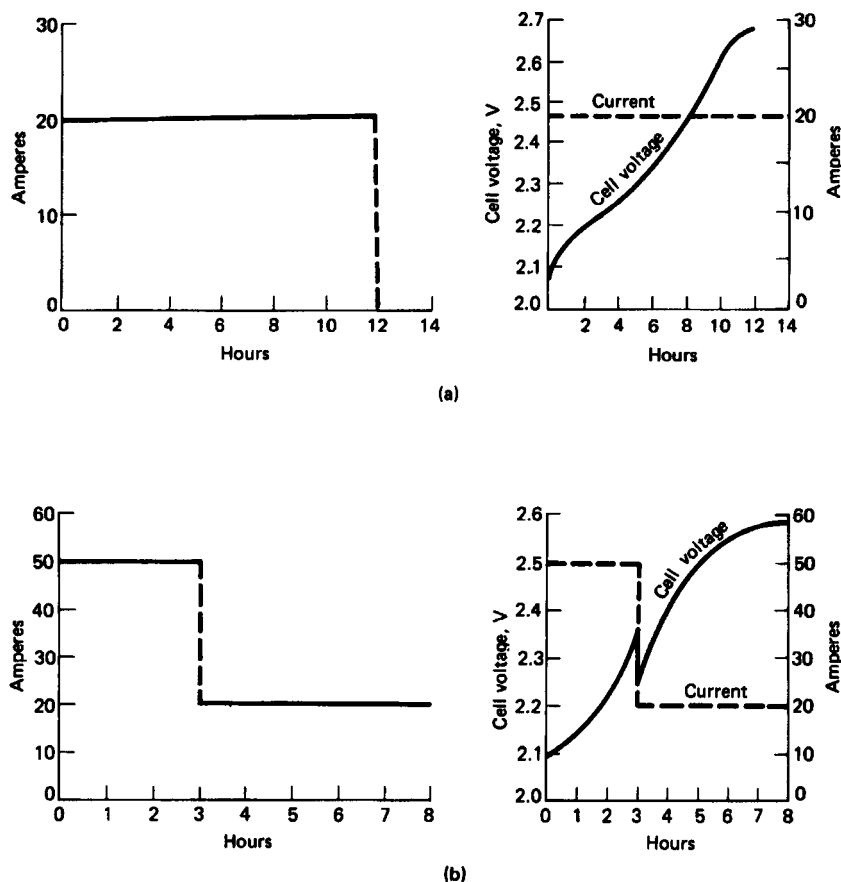 30
20
10
0
Amperes
0 2 4 6 8 10 12 14
Hours
2.7
2.6
2.5
2.4
2.3
2.2
2.1
2.0
Cell voltage, V
Current
Cell voltage
30
20
10
0
Amperes
2 4 6 8 10 12 14
Hours
(a)
60
50
40
30
20
10
0
Amperes
0 1 2 3 4 5 6 7 8
Hours
2.6
2.5
2.4
2.3
2.2
2.1
2.0
Cell voltage, V
Cell voltage
Current
60
50
40
30
20
10
0
Amperes
0 1 2 3 4 5 6 7 8
Hours
(b)